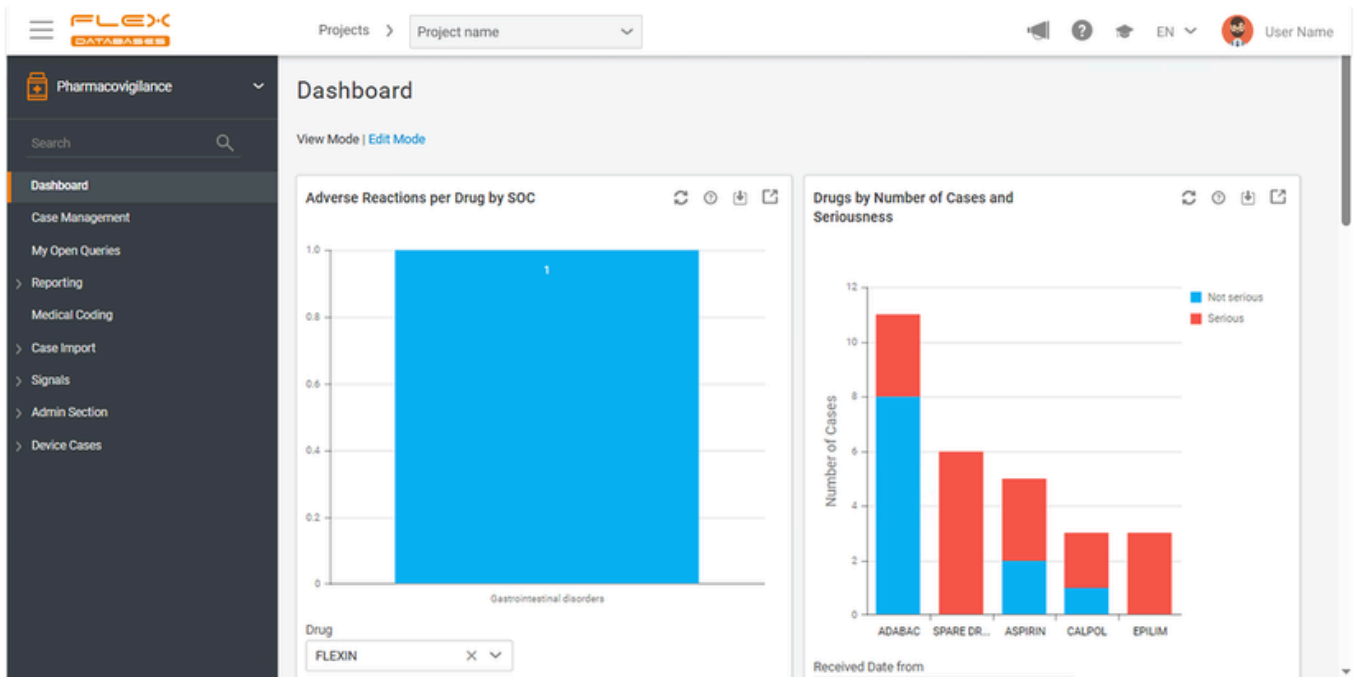 FLEX
DATABASES
Projects > Project name
EN
User Name
Pharmacovigilance
Search
Dashboard
Case Management
My Open Queries
Reporting
Medical Coding
Case Import
Signals
Admin Section
Device Cases
Dashboard
View Mode | Edit Mode
Adverse Reactions per Drug by SOC
1.0
0.8
0.6
0.4
0.2
0
1
Gastrointestinal disorders
Drug
FLEXIN
Drugs by Number of Cases and
Seriousness
Number of Cases
12
10
8
6
4
2
0
Not serious
Serious
ADABAC SPARE DR... ASPIRIN CALPOL EPILIM
Received Date from